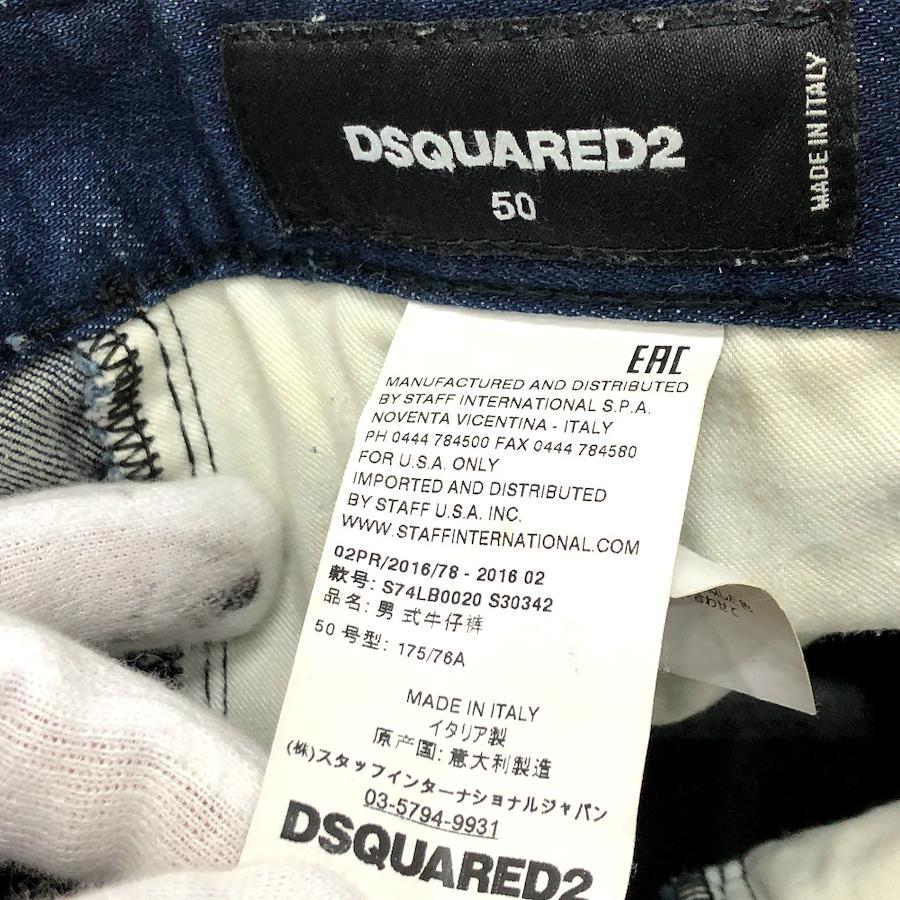 DSQUARED2
50
MADE IN ITALY
EAC
MANUFACTURED AND DISTRIBUTED
BY STAFF INTERNATIONAL S.P.A.
NOVENTA VICENTINA - ITALY
PH 0444 784500 FAX 0444 784580
FOR U.S.A. ONLY
IMPORTED AND DISTRIBUTED
BY STAFF U.S.A. INC.
WWW.STAFFINTERNATIONAL.COM
02PR/2016/78 - 2016 02
款号: S74LB0020 S30342
品名: 男 式牛仔裤
50 号型: 175/76A
MADE IN ITALY
イタリア製
原产国: 意大利製造
(株)スタッフインターナショナルジャパン
03-5794-9931
DSQUARED2